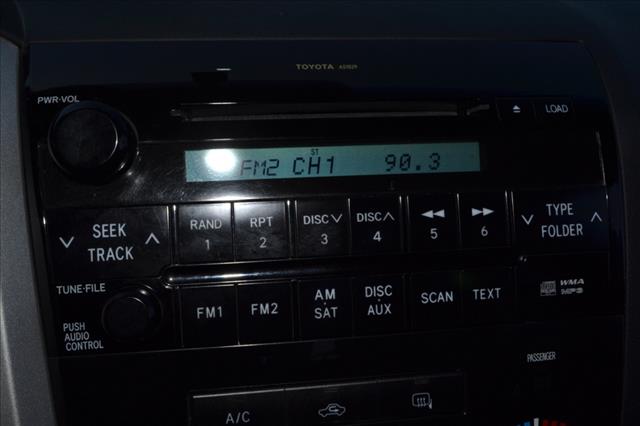 TOYOTA A51829
PWR·VOL
LOAD
ST
FM2 CH1 90.3
SEEK TRACK
RAND 1
RPT 2
DISC 3
DISC 4
5
6
TYPE FOLDER
TUNE·FILE
PUSH AUDIO CONTROL
FM1
FM2
AM ·SAT
DISC· AUX
SCAN
TEXT
WMA
MP3
PASSENGER
A/C